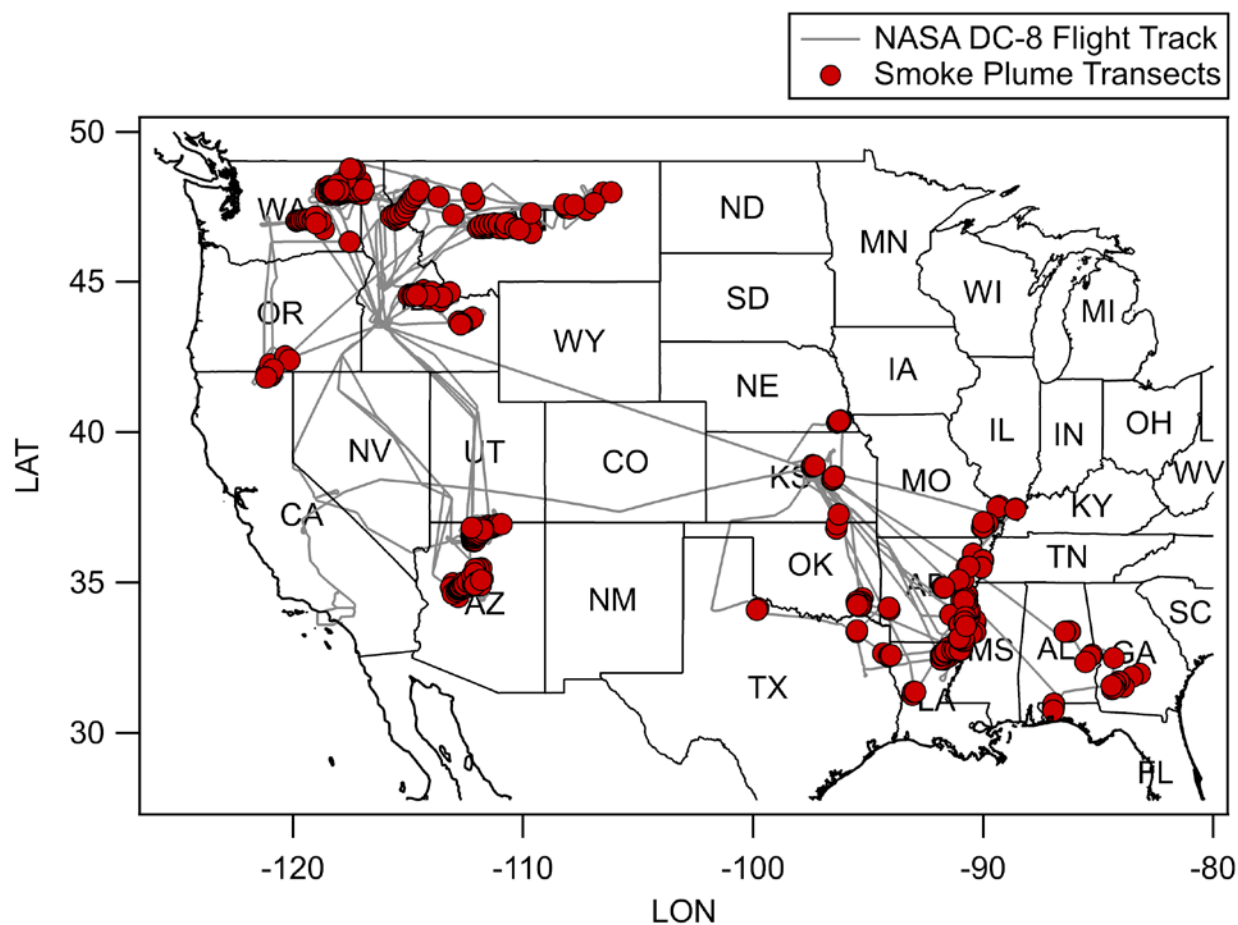 NASA DC-8 Flight Track
Smoke Plume Transects
50
45
40
35
30
LAT
WA
ND
MN
OR
SD
WI
MI
WY
IA
NE
NV
UT
CO
IL
IN
OH
KS
MO
WV
CA
KY
OK
TN
AZ
NM
SC
MS
AL
GA
TX
LA
FL
-120
-110
-100
-90
-80
LON